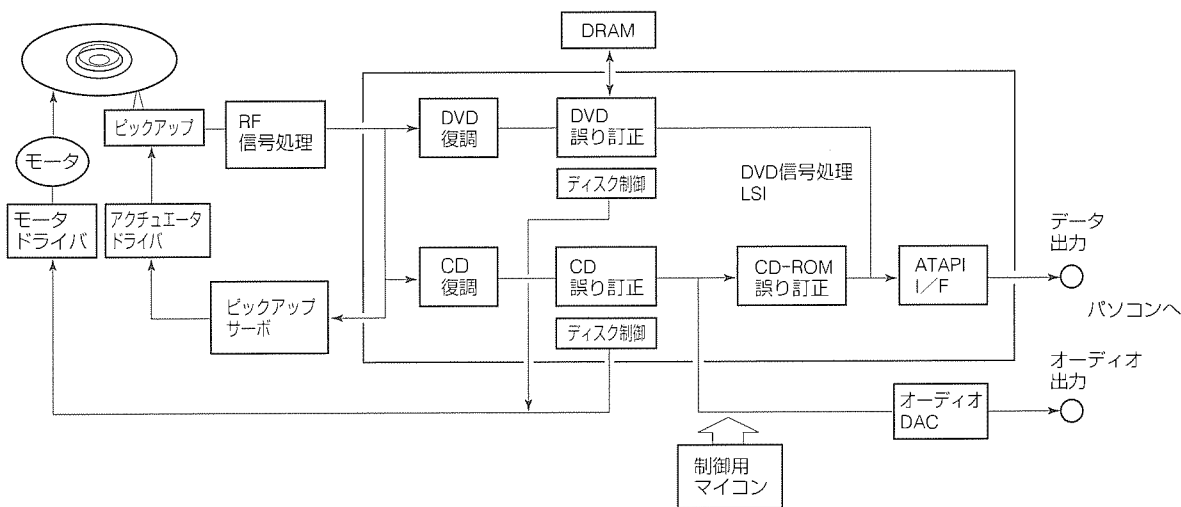 DRAM
ピックアップ
RF
信号処理
DVD
復調
DVD
誤り訂正
モータ
ディスク制御
DVD信号処理
LSI
モータ
ドライバ
アクチュエータ
ドライバ
データ
出力
CD
復調
CD
誤り訂正
CD-ROM
誤り訂正
ATAPI
I/F
ピックアップ
サーボ
パソコンへ
ディスク制御
オーディオ
出力
オーディオ
DAC
制御用
マイコン